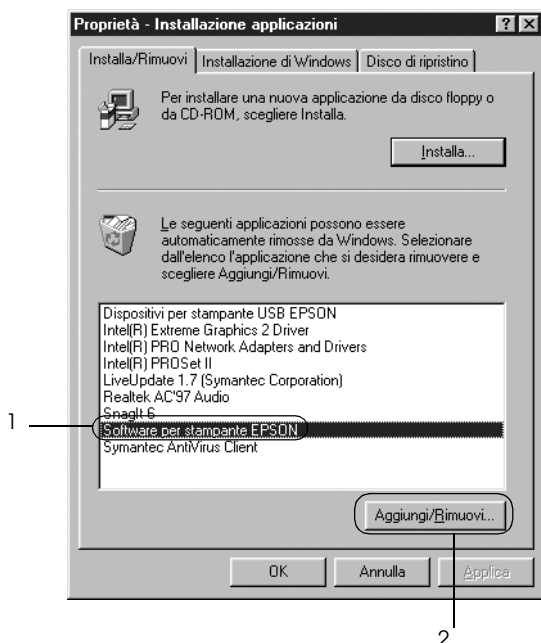 Proprietà - Installazione applicazioni
Installa/Rimuovi
Installazione di Windows
Disco di ripristino
Per installare una nuova applicazione da disco floppy o
da CD-ROM, scegliere Installa.
Installa...
Le seguenti applicazioni possono essere
automaticamente rimosse da Windows. Selezionare
dall'elenco l'applicazione che si desidera rimuovere e
scegliere Aggiungi/Rimuovi.
Dispositivi per stampante USB EPSON
Intel(R) Extreme Graphics 2 Driver
Intel(R) PRO Network Adapters and Drivers
Intel(R) PROSet II
LiveUpdate 1.7 (Symantec Corporation)
Realtek AC'97 Audio
SnagIt 6
1
Software per stampante EPSON
Symantec AntiVirus Client
Aggiungi/Rimuovi...
OK
Annulla
Applica
2